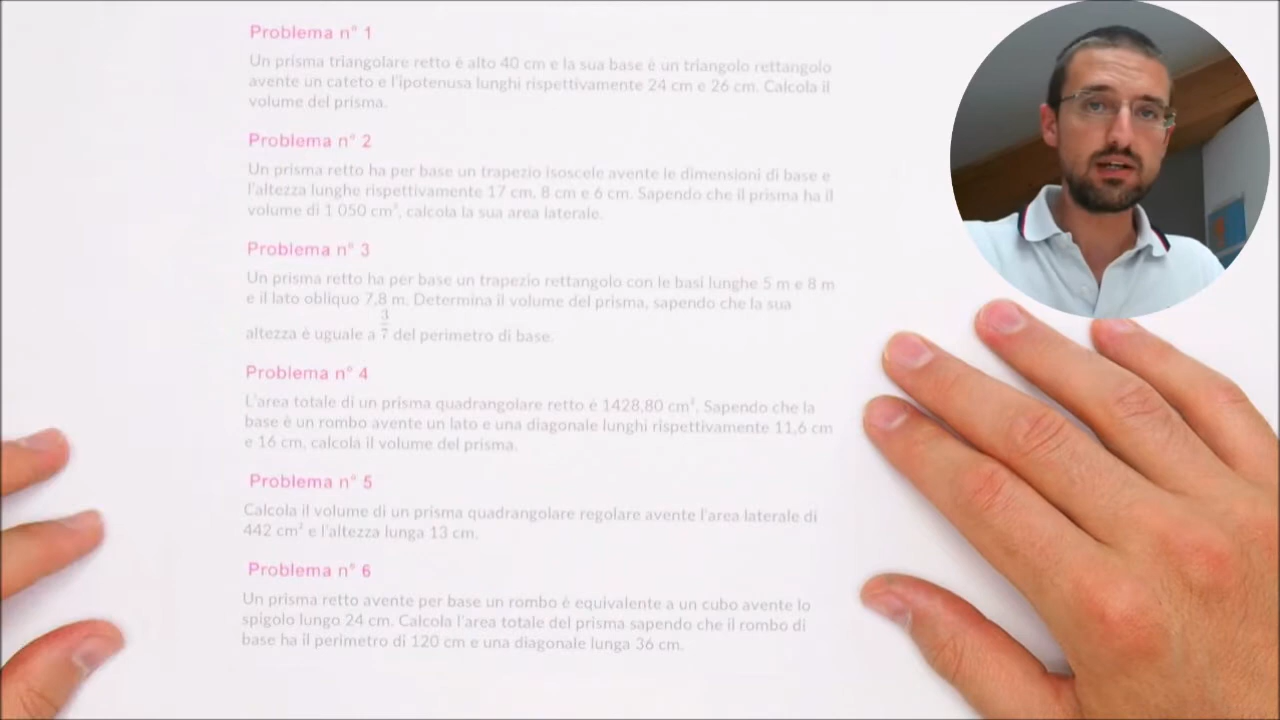 Problema n° 1
Un prisma triangolare retto è alto 40 cm e la sua base è un triangolo rettangolo
avente un cateto e l'ipotenusa lunghi rispettivamente 24 cm e 26 cm. Calcola il
volume del prisma.
Problema n° 2
Un prisma retto ha per base un trapezio isoscele avente le dimensioni di base e
l'altezza lunghe rispettivamente 17 cm, 8 cm e 6 cm. Sapendo che il prisma ha il
volume di 1 050 cm³, calcola la sua area laterale.
Problema n° 3
Un prisma retto ha per base un trapezio rettangolo con le basi lunghe 5 m e 8 m
e il lato obliquo 7,8 m. Determina il volume del prisma, sapendo che la sua
altezza è uguale a 3/7 del perimetro di base.
Problema n° 4
L'area totale di un prisma quadrangolare retto è 1428,80 cm². Sapendo che la
base è un rombo avente un lato e una diagonale lunghi rispettivamente 11,6 cm
e 16 cm, calcola il volume del prisma.
Problema n° 5
Calcola il volume di un prisma quadrangolare regolare avente l'area laterale di
442 cm² e l'altezza lunga 13 cm.
Problema n° 6
Un prisma retto avente per base un rombo è equivalente a un cubo avente lo
spigolo lungo 24 cm. Calcola l'area totale del prisma sapendo che il rombo di
base ha il perimetro di 120 cm e una diagonale lunga 36 cm.